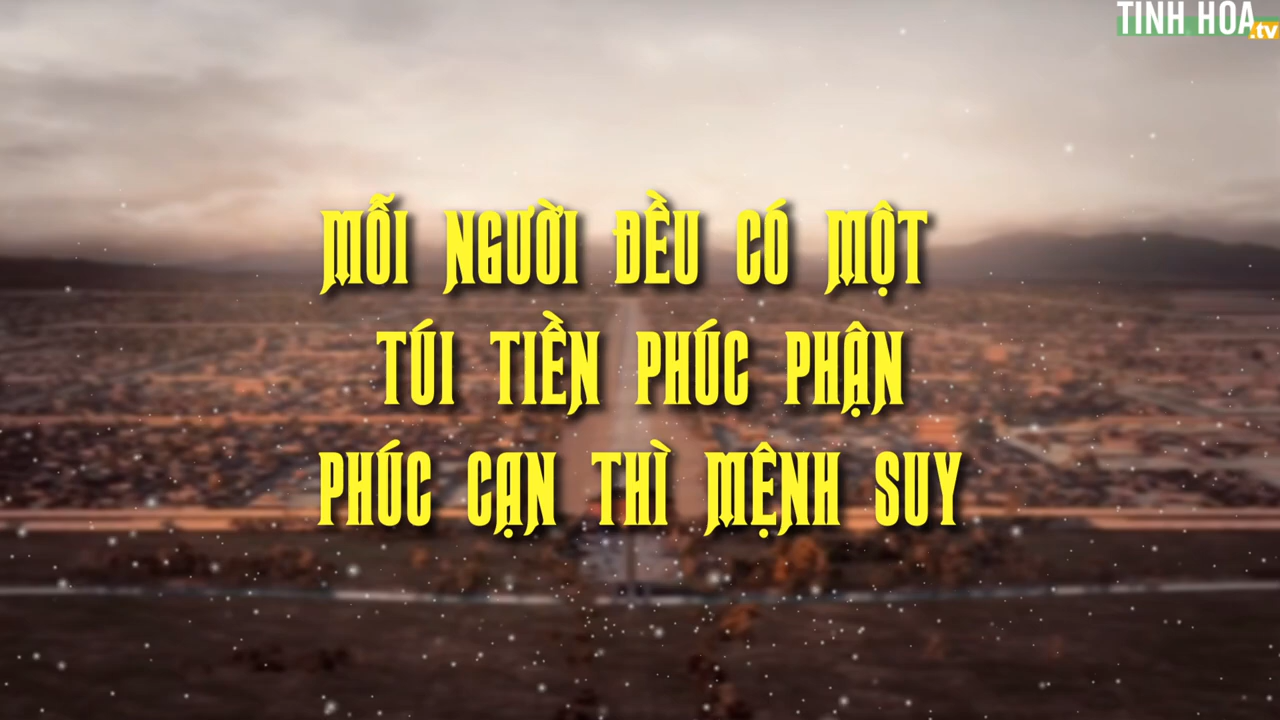 TINH HOA
.tv
MỖI NGƯỜI ĐỀU CÓ MỘT
TÚI TIỀN PHÚC PHẬN
PHÚC CẠN THÌ MỆNH SUY